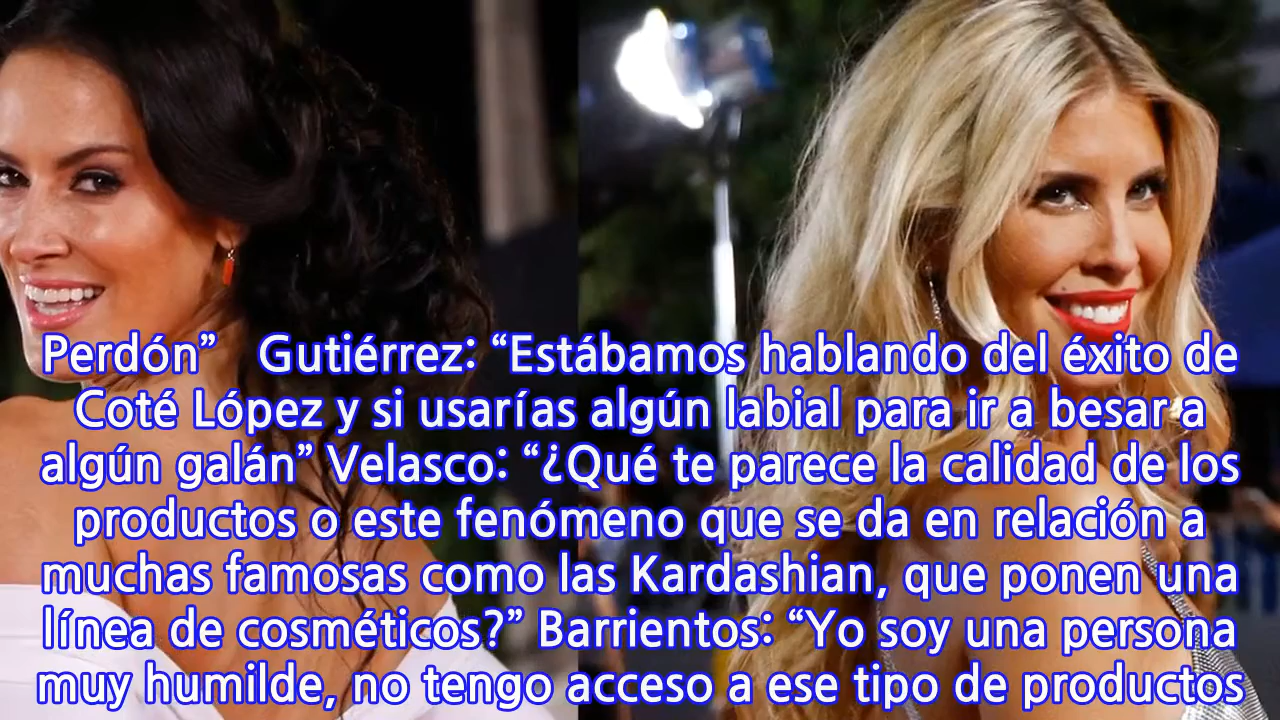 Perdón” Gutiérrez: “Estábamos hablando del éxito de
Coté López y si usarías algún labial para ir a besar a
algún galán” Velasco: “¿Qué te parece la calidad de los
productos o este fenómeno que se da en relación a
muchas famosas como las Kardashian, que ponen una
línea de cosméticos?” Barrientos: “Yo soy una persona
muy humilde, no tengo acceso a ese tipo de productos